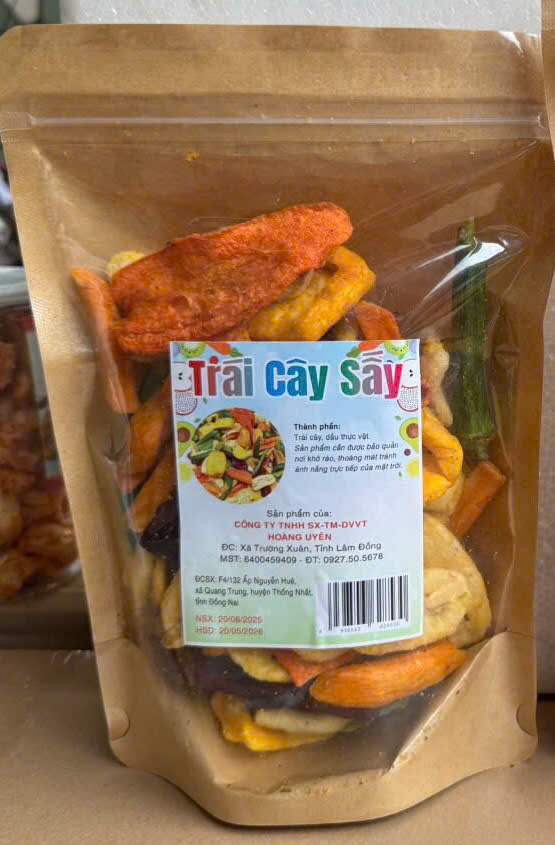 Trái Cây Sấy
Thành phần:
Trái cây, dầu thực vật.
Sản phẩm cần được bảo quản
nơi khô ráo, thoáng mát tránh
ánh nắng trực tiếp của mặt trời.
Sản phẩm của:
CÔNG TY TNHH SX-TM-DVVT
HOÀNG UYÊN
ĐC: Xã Trường Xuân, Tỉnh Lâm Đồng
MST: 6400459409 - ĐT: 0927.50.5678
ĐCSX: F4/132 Ấp Nguyễn Huệ,
xã Quang Trung, huyện Thống Nhất,
tỉnh Đồng Nai
NSX: 20/08/2025
HSD: 20/05/2026